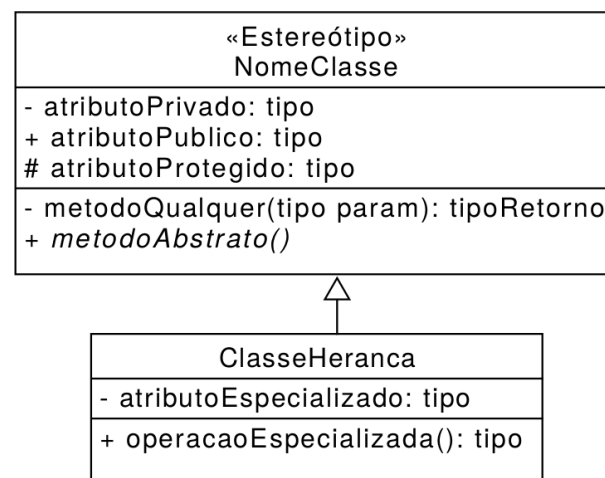 «Estereótipo»
NomeClasse
- atributoPrivado: tipo
+ atributoPublico: tipo
# atributoProtegido: tipo
- metodoQualquer(tipo param): tipoRetorno
+ metodoAbstrato()
ClasseHeranca
- atributoEspecializado: tipo
+ operacaoEspecializada(): tipo